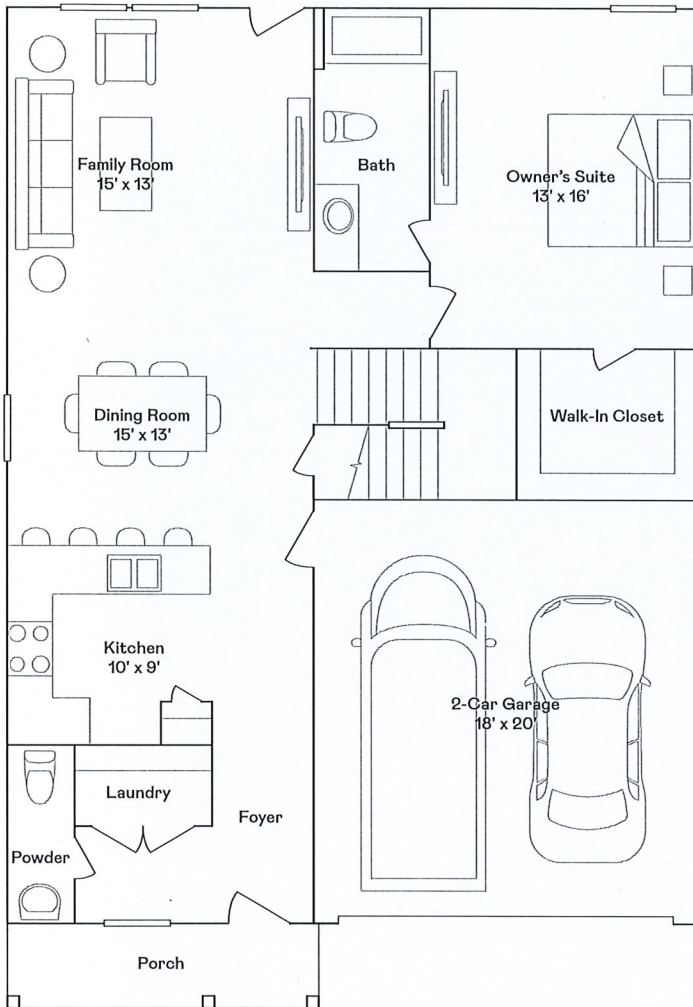 Family Room
15' x 13'
Bath
Owner's Suite
13' x 16'
Dining Room
15' x 13'
Walk-In Closet
Kitchen
10' x 9'
2-Car Garage
18' x 20'
Laundry
Foyer
Powder
Porch